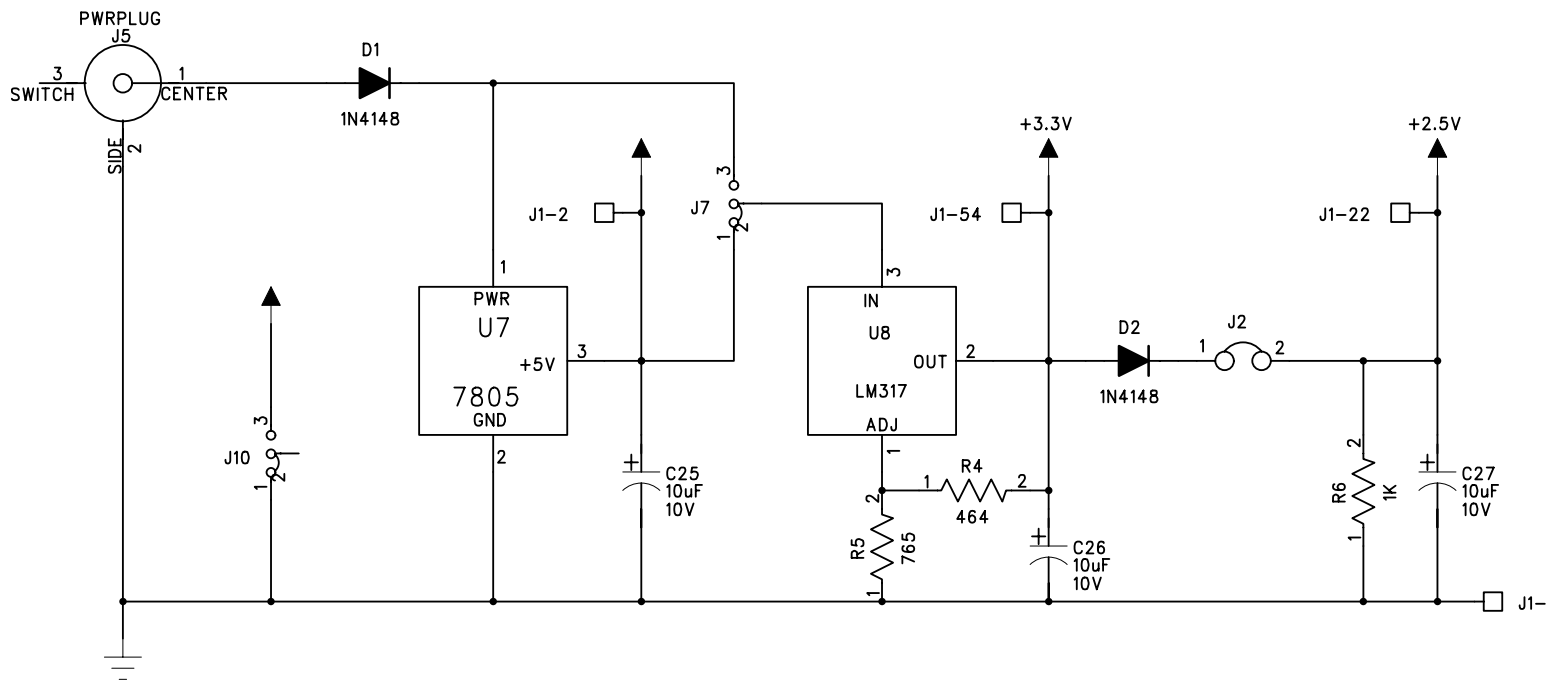 PWRPLUG
J5
3
SWITCH
1
CENTER
SIDE
2
D1
1N4148
J1-2
3
J7
1
2
+3.3V
J1-54
+2.5V
J1-22
1
PWR
U7
+5V
3
7805
GND
2
3
IN
U8
OUT
2
LM317
ADJ
1
D2
1N4148
J2
1
2
3
J10
1
2
+
C25
10uF
10V
R4
1
2
464
2
R5
765
1
+
C26
10uF
10V
2
R6
1K
1
+
C27
10uF
10V
J1-